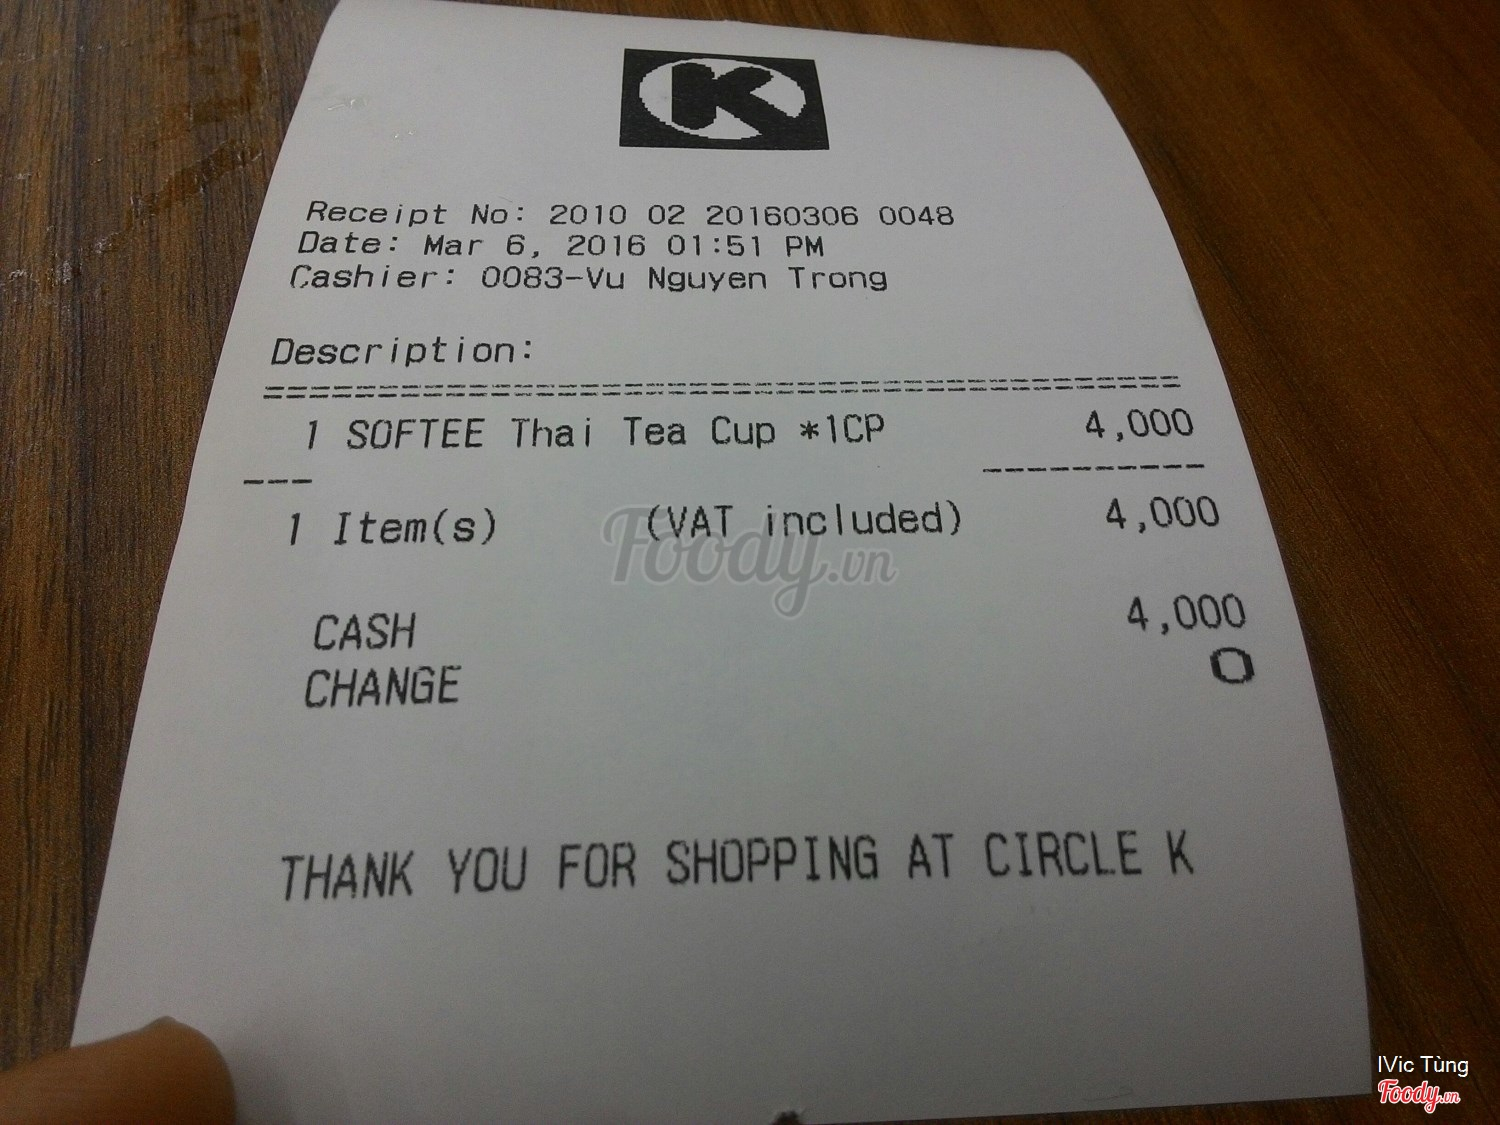 K
Receipt No: 2010 02 20160306 0048
Date: Mar 6, 2016 01:51 PM
Cashier: 0083-Vu Nguyen Trong
Description:
1 SOFTEE Thai Tea Cup *1CP 4,000
1 Item(s) (VAT included) 4,000
Foody.vn
CASH 4,000
CHANGE 0
THANK YOU FOR SHOPPING AT CIRCLE K
IVic Tùng
Foody.vn